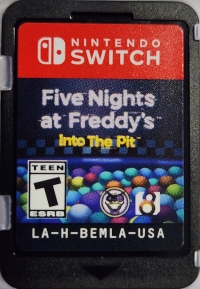 NINTENDO
SWITCH
Five Nights
at Freddy's
Into The Pit
TEEN
T
ESRB
LA-H-BEMLA-USA